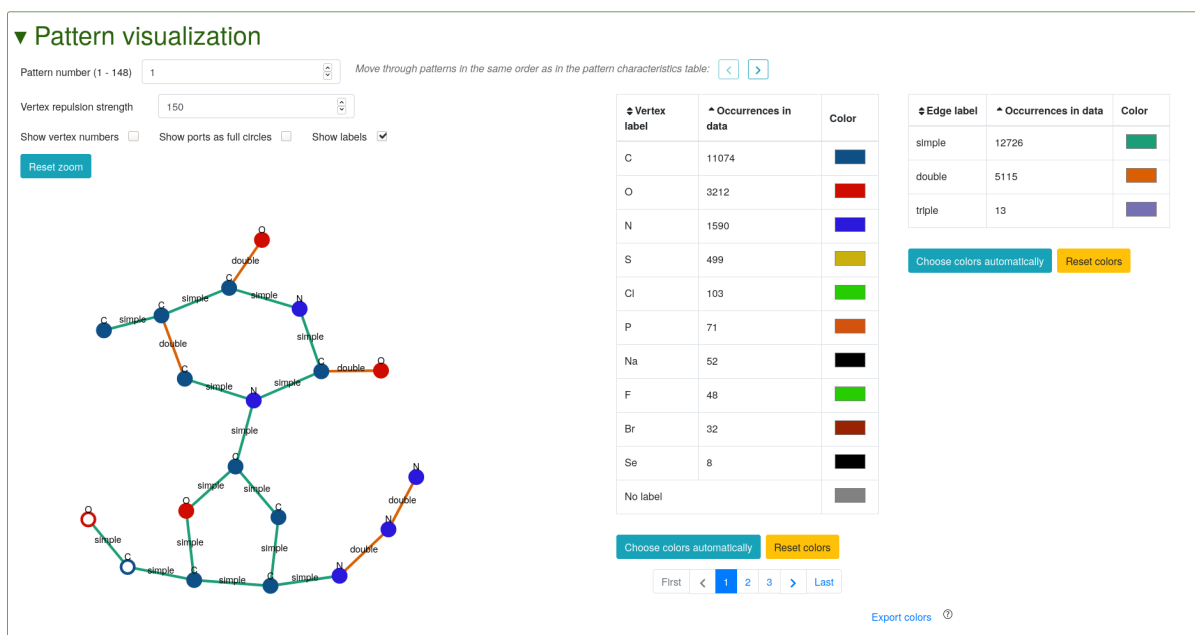 ▾ Pattern visualization
Pattern number (1 - 148) 1 Move through patterns in the same order as in the pattern characteristics table: < >
Vertex repulsion strength 150
Show vertex numbers Show ports as full circles Show labels ✔
Reset zoom
Vertex label Occurrences in data Color
C 11074
O 3212
N 1590
S 499
Cl 103
P 71
Na 52
F 48
Br 32
Se 8
No label
Choose colors automatically Reset colors
First < 1 2 3 > Last
Edge label Occurrences in data Color
simple 12726
double 5115
triple 13
Choose colors automatically Reset colors
Export colors ?
O
double
C
simple
simple
N
C
simple
C
double
simple
C
double
O
C
simple
N
simple
simple
C
simple
simple
O
C
N
double
N
double
N
O
simple
C
simple
simple
C
simple
simple
C
simple